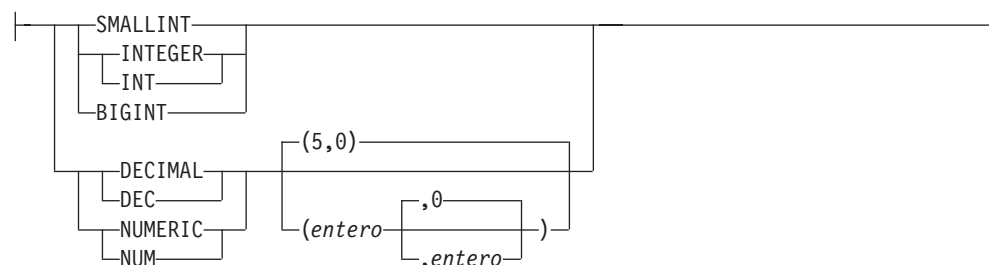 SMALLINT
INTEGER
INT
BIGINT
(5,0)
DECIMAL
DEC
,0
NUMERIC
(entero )
NUM
,entero